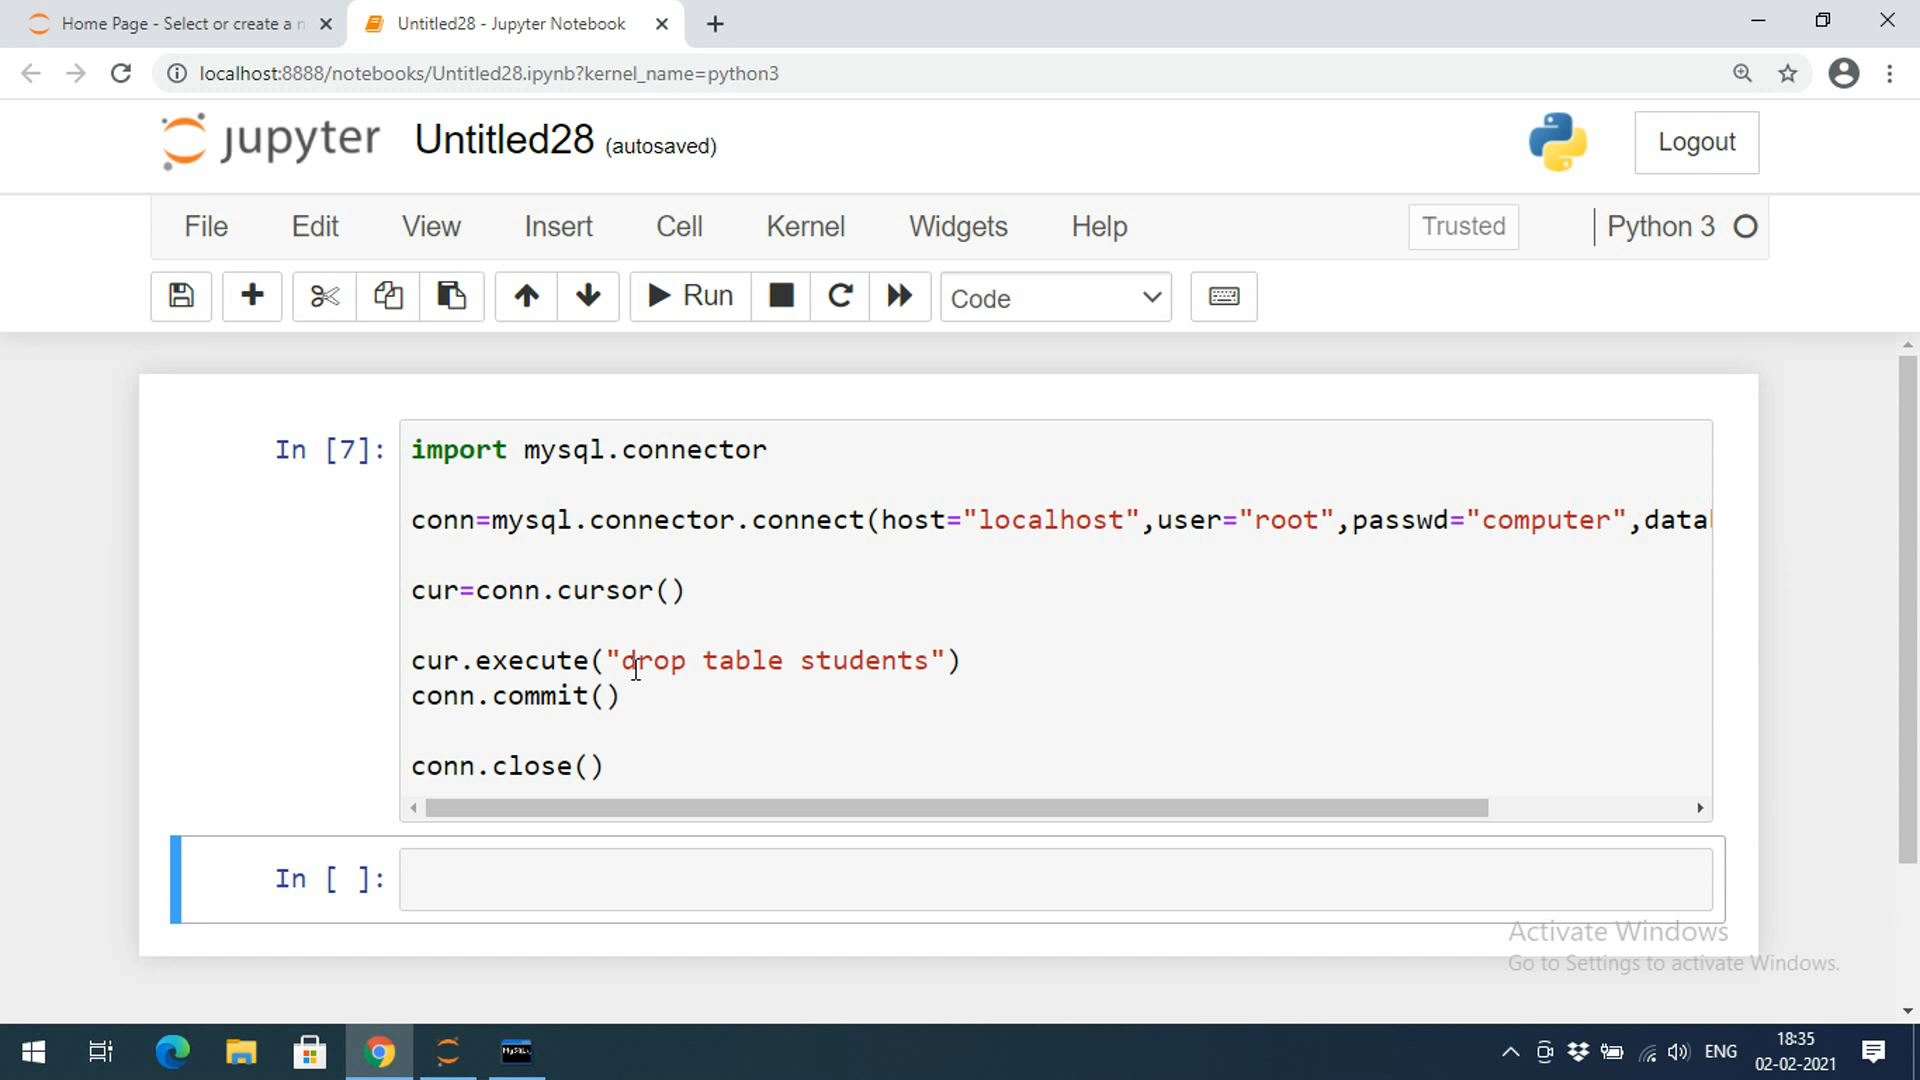 Home Page - Select or create a n
Untitled28 - Jupyter Notebook
localhost:8888/notebooks/Untitled28.ipynb?kernel_name=python3
jupyter Untitled28 (autosaved)
Logout
File Edit View Insert Cell Kernel Widgets Help Trusted Python 3
Run Code
In [7]:
import mysql.connector
conn=mysql.connector.connect(host="localhost",user="root",passwd="computer",datab
cur=conn.cursor()
cur.execute("drop table students")
conn.commit()
conn.close()
In [ ]:
Activate Windows
Go to Settings to activate Windows.
MySQL
ENG
18:35
02-02-2021